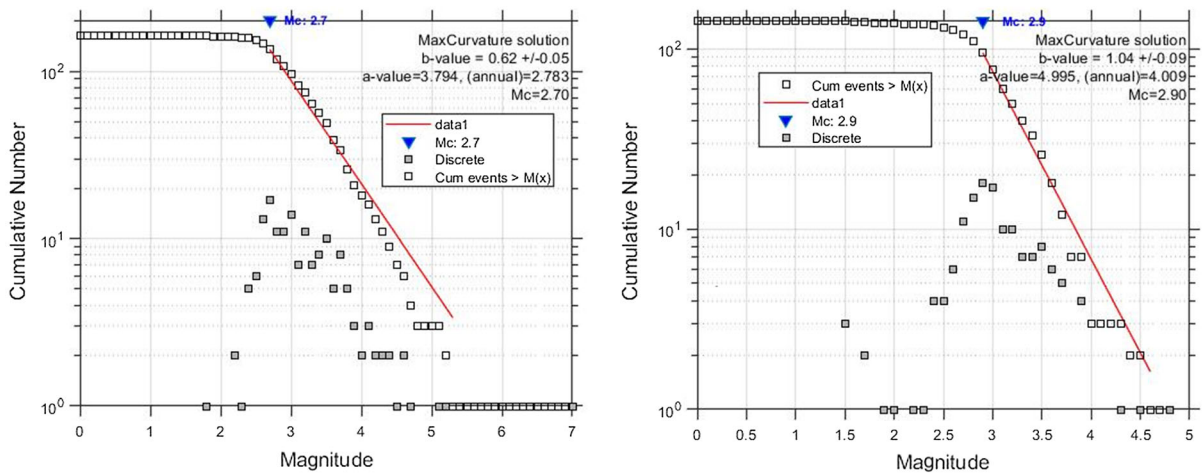 Mc: 2.7
MaxCurvature solution
b-value = 0.62 +/-0.05
a-value=3.794, (annual)=2.783
Mc=2.70
data1
Mc: 2.7
Discrete
Cum events > M(x)
10²
10¹
10⁰
0 1 2 3 4 5 6 7
Cumulative Number
Magnitude
Mc: 2.9
MaxCurvature solution
b-value = 1.04 +/-0.09
a-value=4.995, (annual)=4.009
Mc=2.90
Cum events > M(x)
data1
Mc: 2.9
Discrete
10²
10¹
10⁰
0 0.5 1 1.5 2 2.5 3 3.5 4 4.5 5
Cumulative Number
Magnitude